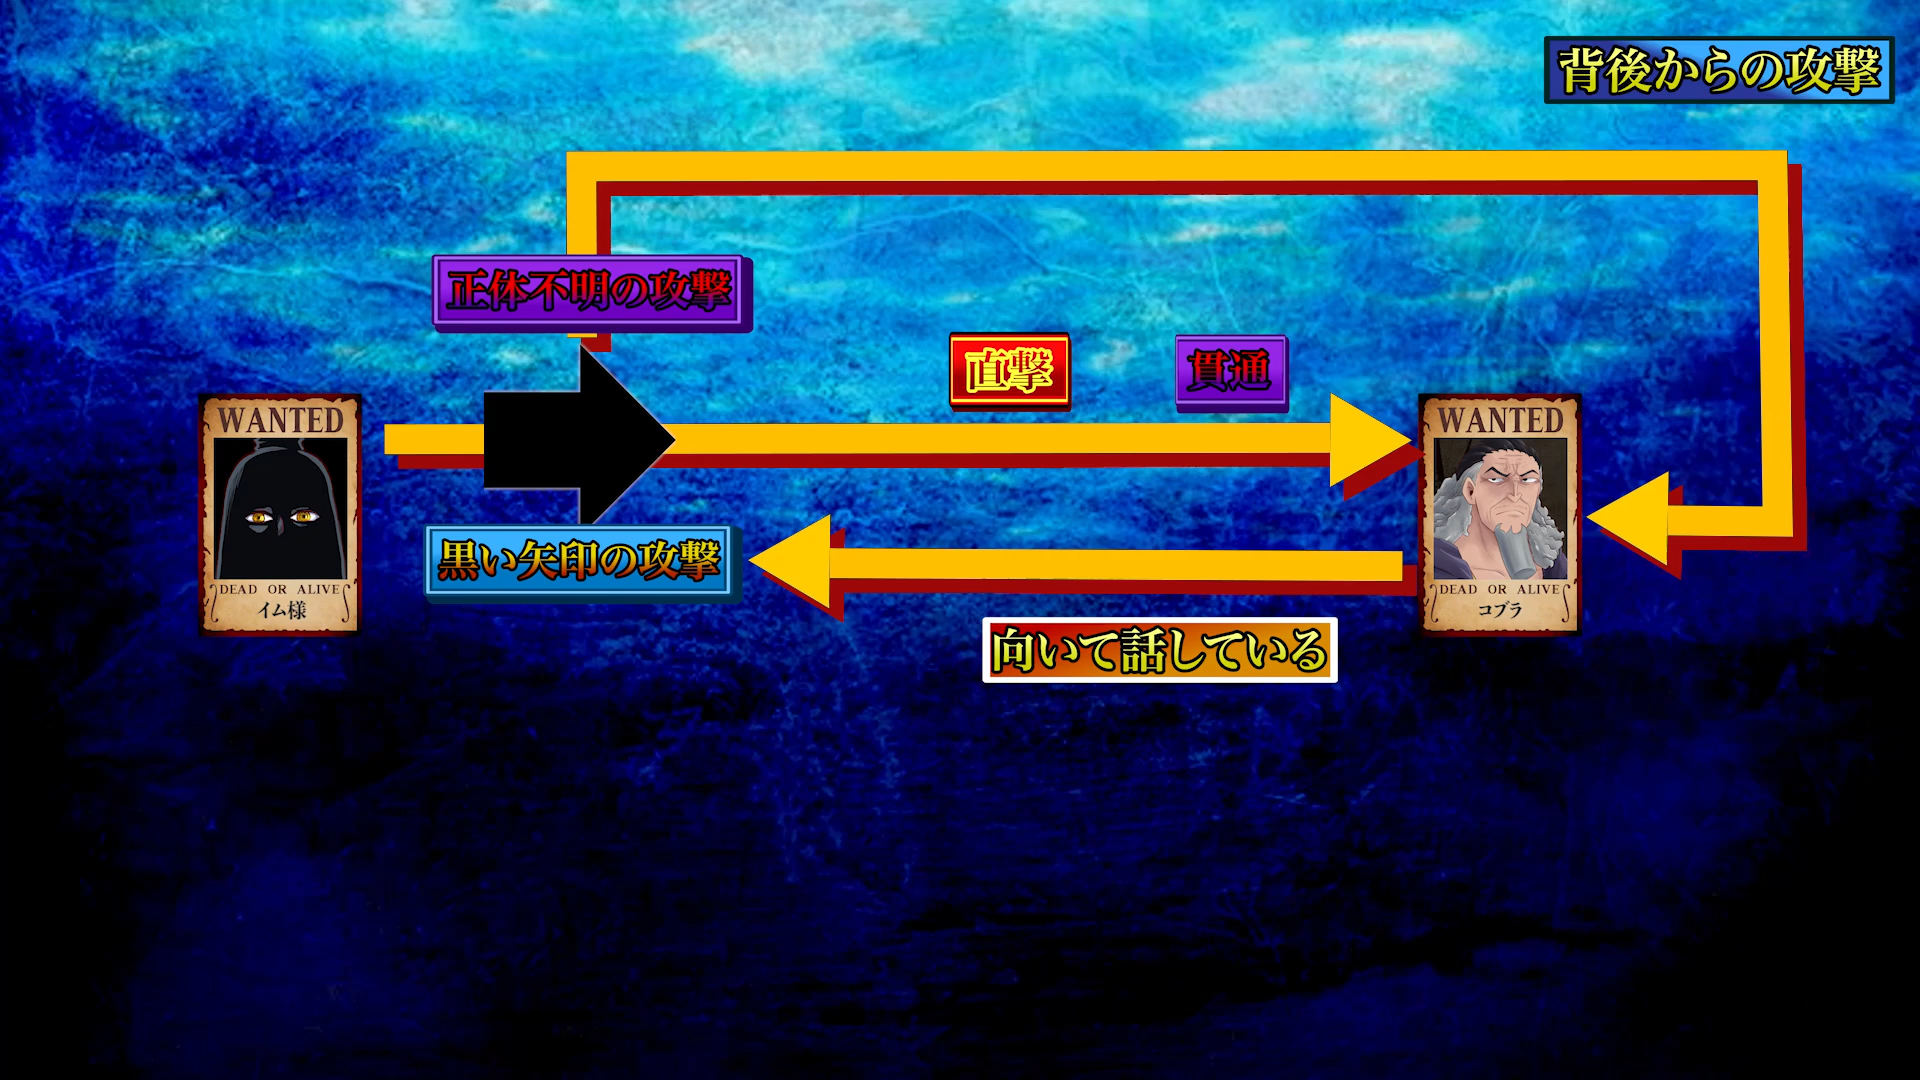 背後からの攻撃
正体不明の攻撃
直撃
貫通
WANTED
DEAD OR ALIVE
イム様
黒い矢印の攻撃
向いて話している
WANTED
DEAD OR ALIVE
コブラ